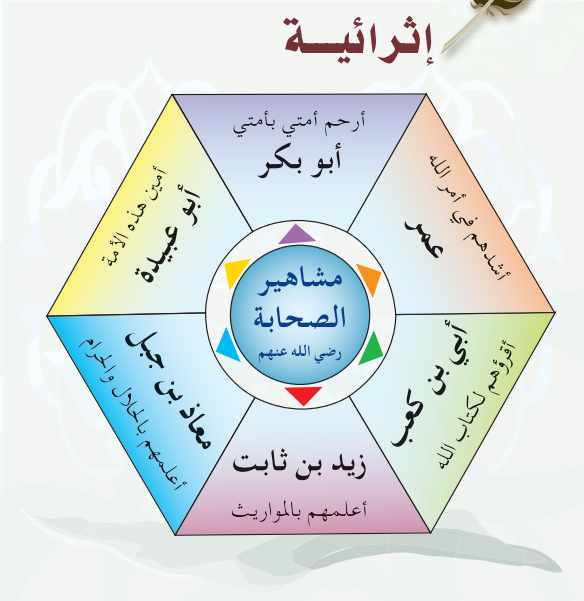 إثرائية
أرحم أمتي بأمتي
أبو بكر
أشدهم في أمر الله
عمر
أقرؤهم لكتاب الله
أبي بن كعب
زيد بن ثابت
أعلمهم بالمواريث
معاذ بن جبل
أعلمهم بالحلال والحرام
أمين هذه الأمة
أبو عبيدة
مشاهير
الصحابة
رضي الله عنهم